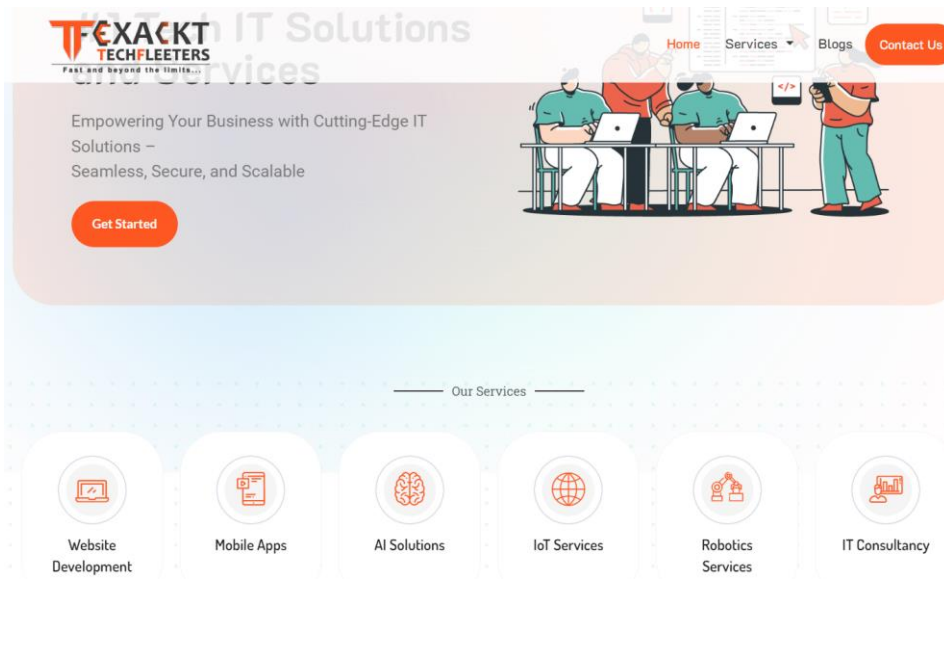 EXACKT
TECHFLEETERS
Fast and beyond the limits...
Tech IT Solutions
and Services
Home
Services
Blogs
Contact Us
Empowering Your Business with Cutting-Edge IT
Solutions –
Seamless, Secure, and Scalable
Get Started
</>
Our Services
Website
Development
Mobile Apps
AI Solutions
IoT Services
Robotics
Services
IT Consultancy